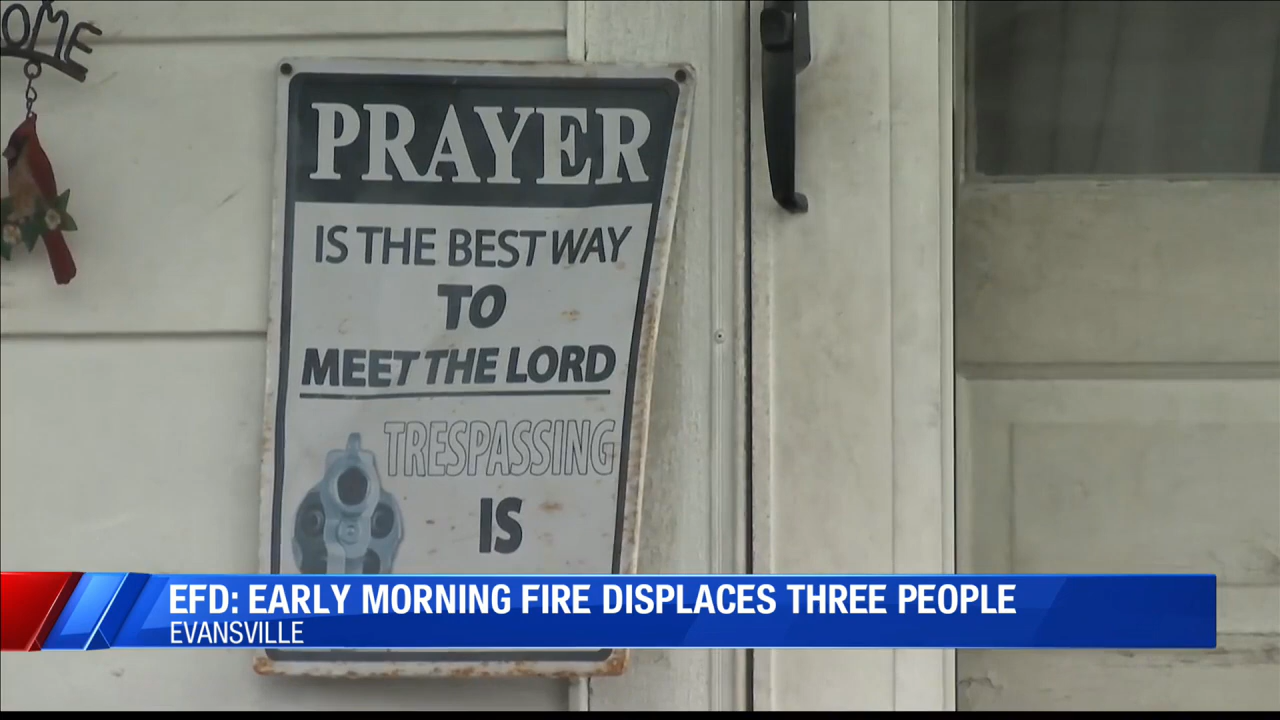 OME
PRAYER
IS THE BEST WAY
TO
MEET THE LORD
TRESPASSING
IS
EFD: EARLY MORNING FIRE DISPLACES THREE PEOPLE
EVANSVILLE